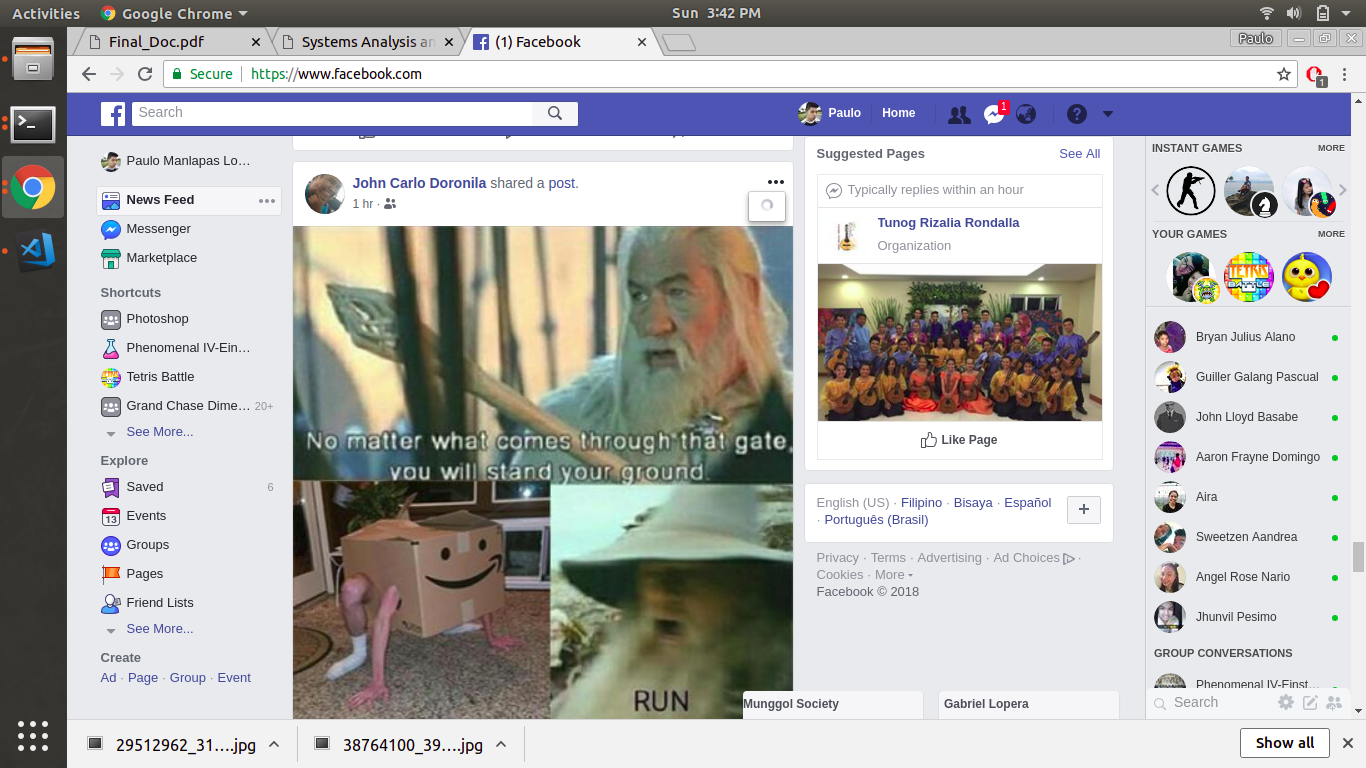 Activities
Google Chrome
Sun 3:42 PM
Final_Doc.pdf
Systems Analysis an
(1) Facebook
Paulo
Secure
https://www.facebook.com
1
Search
Paulo
Home
1
Paulo Manlapas Lo...
News Feed
Messenger
Marketplace
Shortcuts
Photoshop
Phenomenal IV-Ein...
Tetris Battle
Grand Chase Dime... 20+
See More...
Explore
Saved 6
Events
Groups
Pages
Friend Lists
See More...
Create
Ad · Page · Group · Event
John Carlo Doronila shared a post.
1 hr ·
No matter what comes through that gate,
you will stand your ground.
RUN
Suggested Pages
See All
Typically replies within an hour
Tunog Rizalia Rondalla
Organization
Like Page
English (US) · Filipino · Bisaya · Español
· Português (Brasil)
Privacy · Terms · Advertising · Ad Choices ·
Cookies · More
Facebook © 2018
INSTANT GAMES
MORE
YOUR GAMES
MORE
TETRIS
BATTLE
Bryan Julius Alano
Guiller Galang Pascual
John Lloyd Basabe
Aaron Frayne Domingo
Aira
Sweetzen Aandrea
Angel Rose Nario
Jhunvil Pesimo
GROUP CONVERSATIONS
Phenomenal IV-Einst...
Search
Munggol Society
Gabriel Lopera
29512962_31....jpg
38764100_39....jpg
Show all